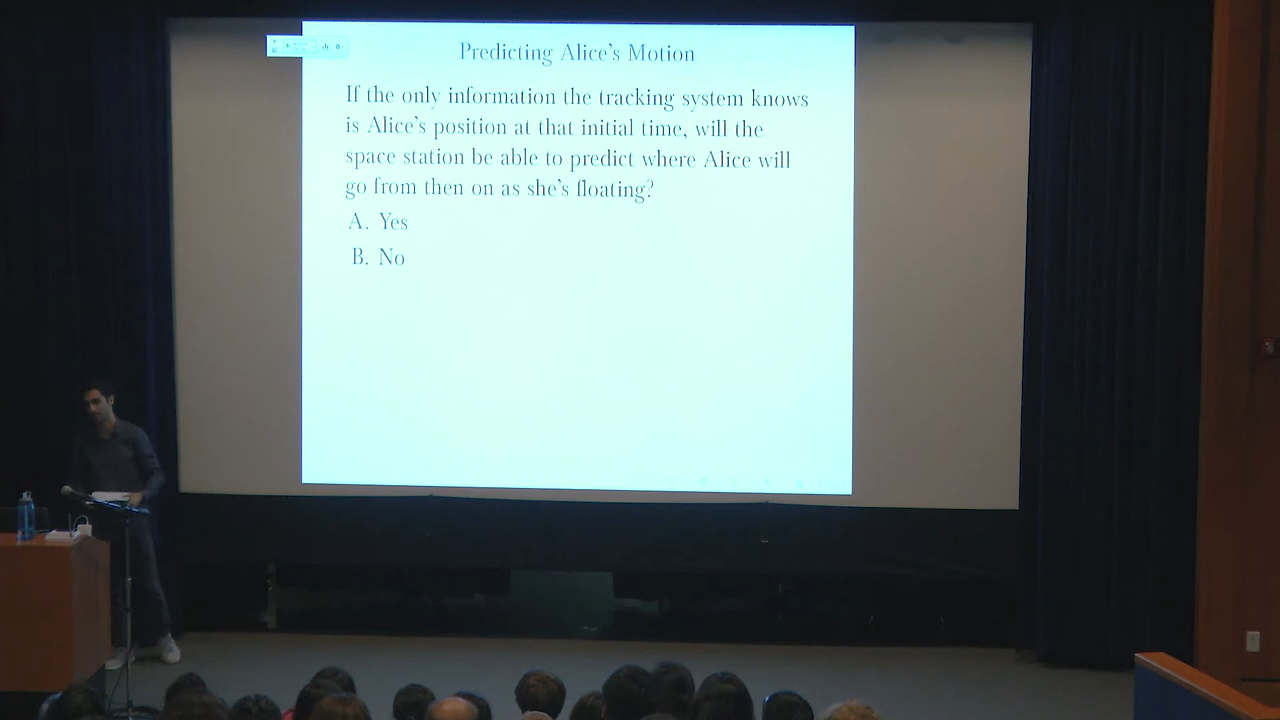 Predicting Alice's Motion
If the only information the tracking system knows
is Alice's position at that initial time, will the
space station be able to predict where Alice will
go from then on as she's floating?
A. Yes
B. No